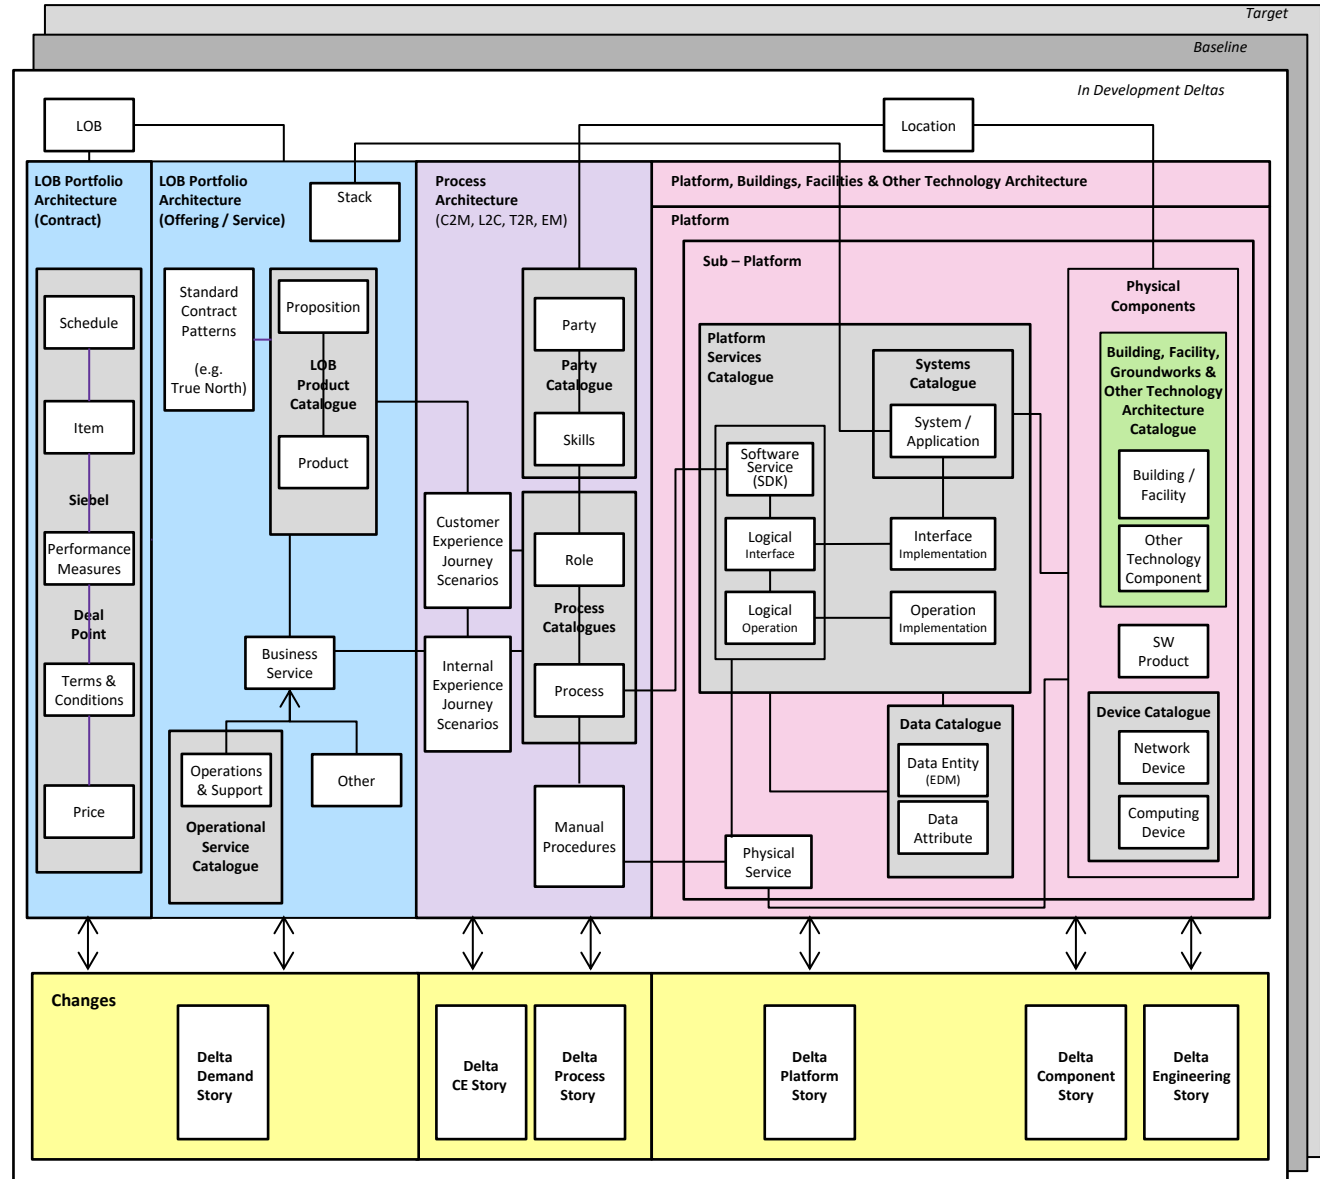 Target
Baseline
In Development Deltas
LOB
Location
LOB Portfolio
Architecture
(Contract)
LOB Portfolio
Architecture
(Offering / Service)
Stack
Process
Architecture
(C2M, L2C, T2R, EM)
Platform, Buildings, Facilities & Other Technology Architecture
Platform
Sub – Platform
Schedule
Item
Siebel
Performance
Measures
Deal
Point
Terms &
Conditions
Price
Standard
Contract
Patterns
(e.g.
True North)
Proposition
LOB
Product
Catalogue
Product
Business
Service
Operations
& Support
Operational
Service
Catalogue
Other
Customer
Experience
Journey
Scenarios
Internal
Experience
Journey
Scenarios
Party
Party
Catalogue
Skills
Role
Process
Catalogues
Process
Manual
Procedures
Platform
Services
Catalogue
Systems
Catalogue
System /
Application
Software
Service
(SDK)
Logical
Interface
Interface
Implementation
Logical
Operation
Operation
Implementation
Data Catalogue
Data Entity
(EDM)
Data
Attribute
Physical
Service
Physical
Components
Building, Facility,
Groundworks &
Other Technology
Architecture
Catalogue
Building /
Facility
Other
Technology
Component
SW
Product
Device Catalogue
Network
Device
Computing
Device
Changes
Delta
Demand
Story
Delta
CE Story
Delta
Process
Story
Delta
Platform
Story
Delta
Component
Story
Delta
Engineering
Story